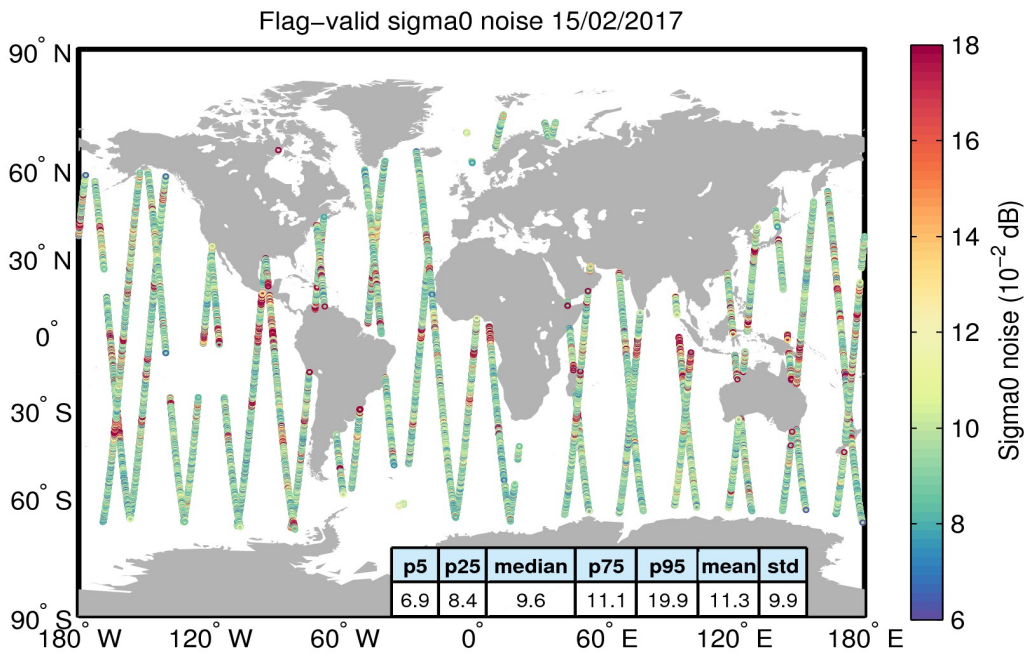 Flag−valid sigma0 noise 15/02/2017
90° N
60° N
30° N
0°
30° S
60° S
90° S
180° W 120° W 60° W 0° 60° E 120° E 180° E
p5 p25 median p75 p95 mean std
6.9 8.4 9.6 11.1 19.9 11.3 9.9
18
16
14
12
10
8
6
Sigma0 noise (10⁻² dB)